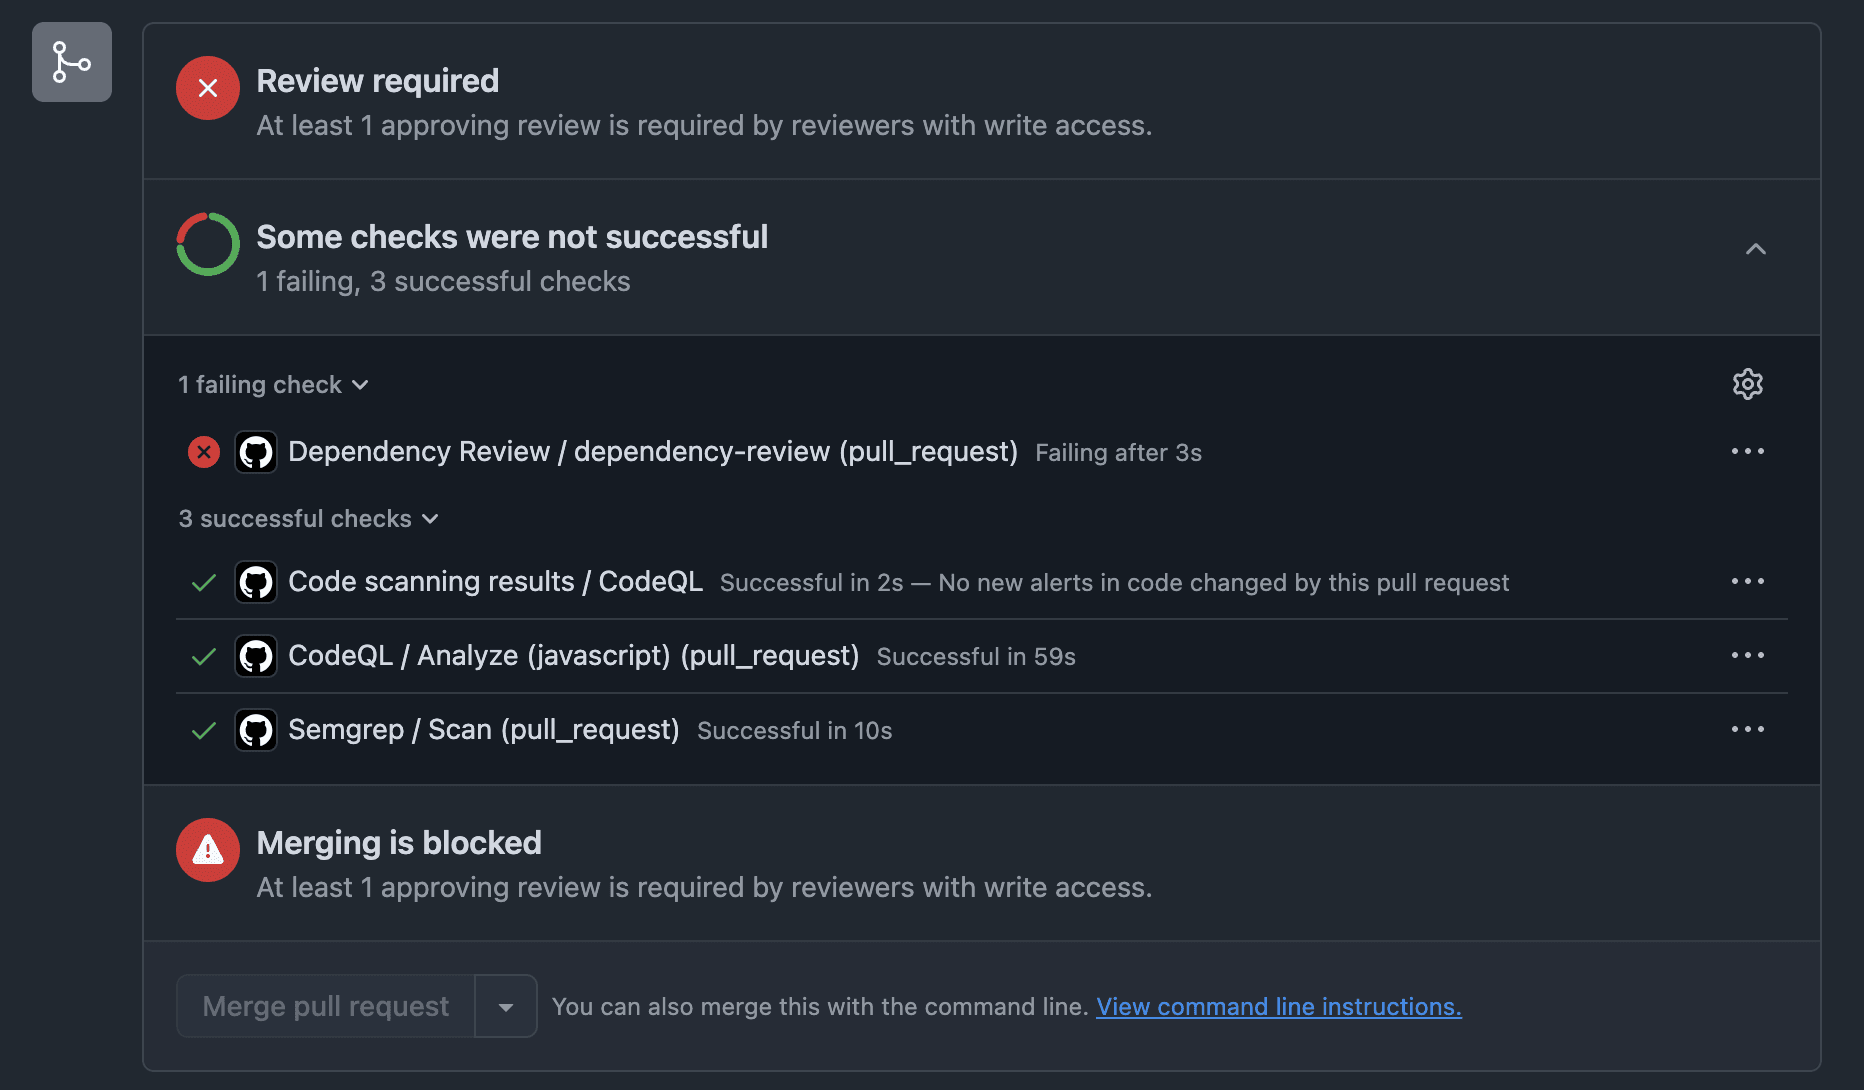 Review required
At least 1 approving review is required by reviewers with write access.
Some checks were not successful
1 failing, 3 successful checks
1 failing check
Dependency Review / dependency-review (pull_request) Failing after 3s
3 successful checks
Code scanning results / CodeQL Successful in 2s — No new alerts in code changed by this pull request
CodeQL / Analyze (javascript) (pull_request) Successful in 59s
Semgrep / Scan (pull_request) Successful in 10s
Merging is blocked
At least 1 approving review is required by reviewers with write access.
Merge pull request You can also merge this with the command line. View command line instructions.